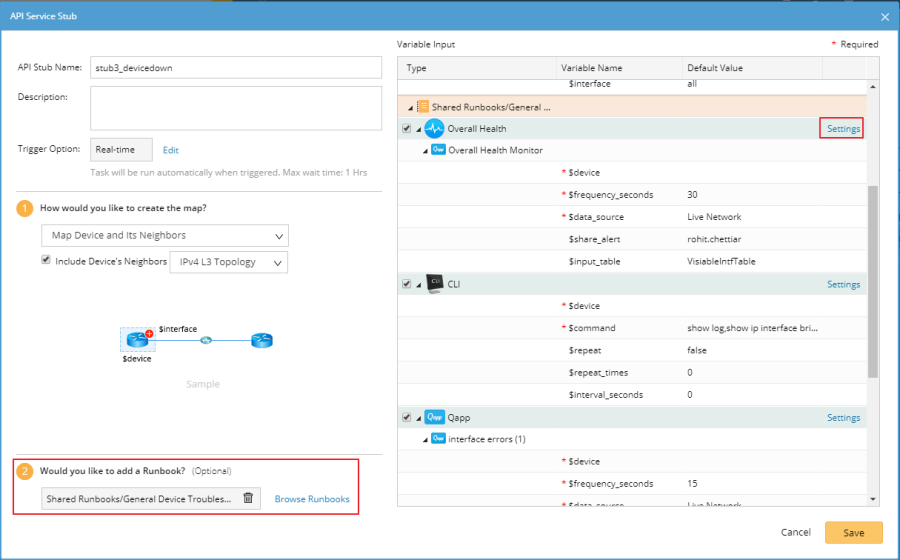 API Service Stub
API Stub Name: stub3_devicedown
Description:
Trigger Option: Real-time Edit
Task will be run automatically when triggered. Max wait time: 1 Hrs
1 How would you like to create the map?
Map Device and Its Neighbors
Include Device's Neighbors IPv4 L3 Topology
$interface
$device
Sample
2 Would you like to add a Runbook? (Optional)
Shared Runbooks/General Device Troubles... Browse Runbooks
Variable Input * Required
Type Variable Name Default Value
$interface all
Shared Runbooks/General ...
Overall Health Settings
Qapp Overall Health Monitor
* $device
* $frequency_seconds 30
* $data_source Live Network
$share_alert rohit.chettiar
$input_table VisiableIntfTable
CLI CLI Settings
* $device
* $command show log,show ip interface bri...
$repeat false
$repeat_times 0
$interval_seconds 0
Qapp Qapp Settings
Qapp interface errors (1)
* $device
* $frequency_seconds 15
* $data_source Live Network
Cancel Save